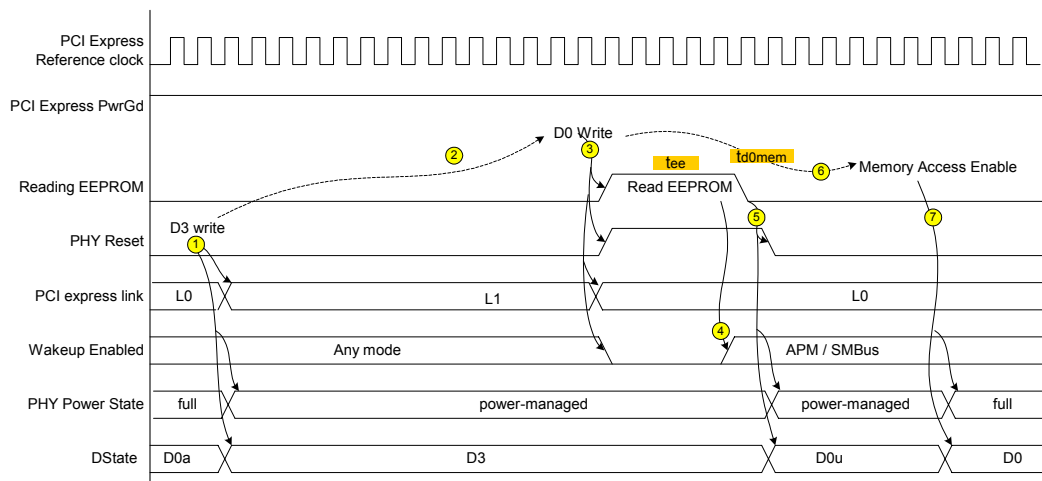 PCI Express
Reference clock
PCI Express PwrGd
D0 Write
2
3
tee
td0mem
6
Memory Access Enable
Reading EEPROM
Read EEPROM
D3 write
5
7
PHY Reset
1
PCI express link
L0
L1
L0
4
Wakeup Enabled
Any mode
APM / SMBus
PHY Power State
full
power-managed
power-managed
full
DState
D0a
D3
D0u
D0